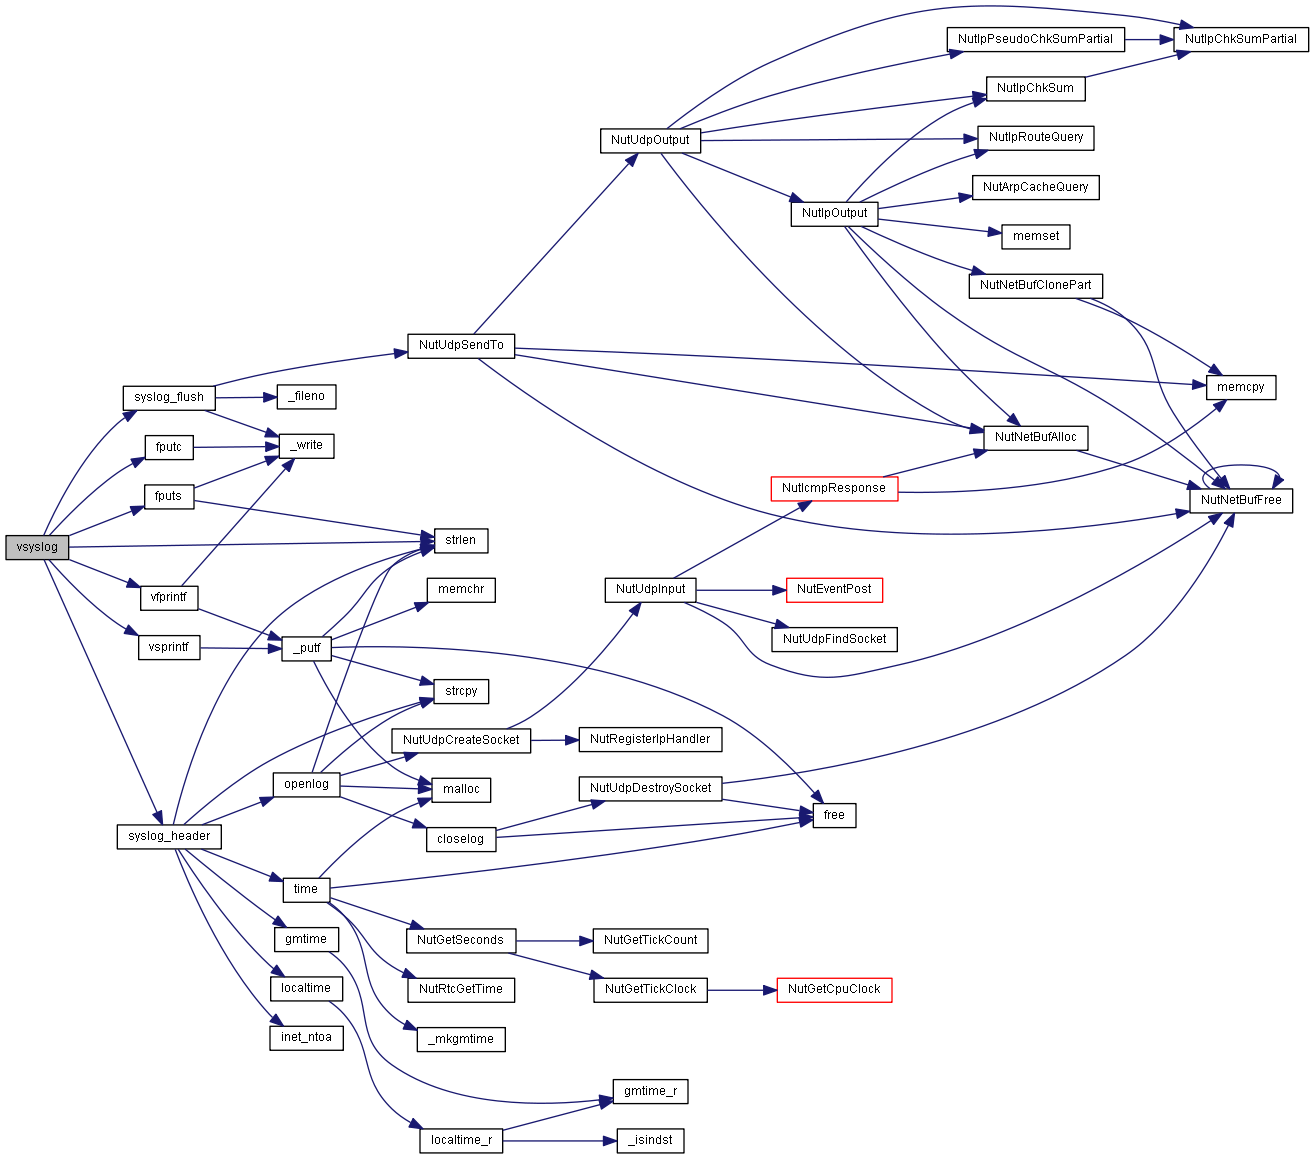 NutIpPseudoChkSumPartial
NutIpChkSumPartial
NutIpChkSum
NutUdpOutput
NutIpRouteQuery
NutArpCacheQuery
NutIpOutput
memset
NutNetBufClonePart
NutUdpSendTo
memcpy
syslog_flush
_fileno
fputc
_write
NutNetBufAlloc
NutIcmpResponse
fputs
NutNetBufFree
vsyslog
strlen
vfprintf
memchr
NutUdpInput
NutEventPost
NutUdpFindSocket
vsprintf
_putf
strcpy
NutUdpCreateSocket
NutRegisterIpHandler
openlog
malloc
NutUdpDestroySocket
free
syslog_header
closelog
time
gmtime
NutGetSeconds
NutGetTickCount
localtime
NutRtcGetTime
NutGetTickClock
NutGetCpuClock
inet_ntoa
_mkgmtime
gmtime_r
localtime_r
_isindst